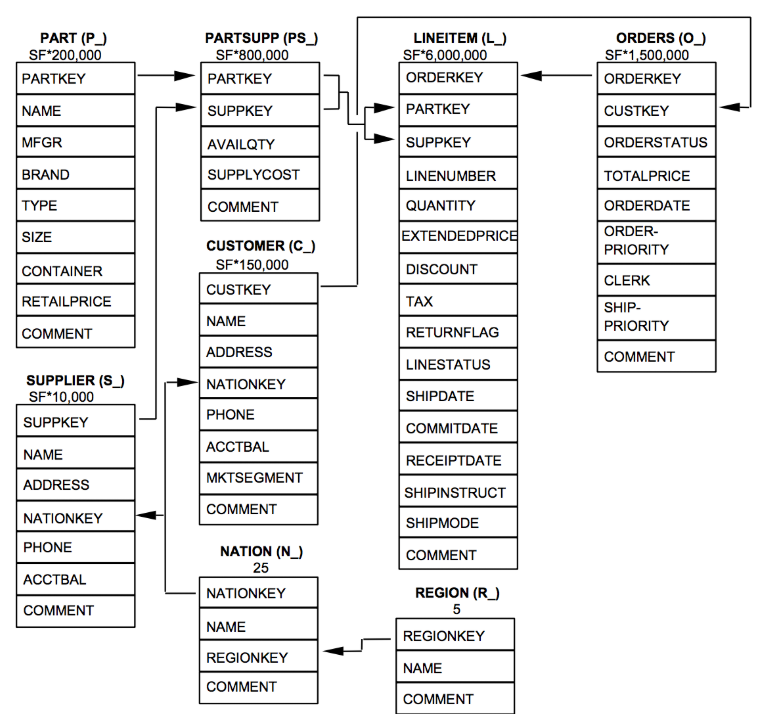 PART (P_)
SF*200,000
PARTKEY
NAME
MFGR
BRAND
TYPE
SIZE
CONTAINER
RETAILPRICE
COMMENT
SUPPLIER (S_)
SF*10,000
SUPPKEY
NAME
ADDRESS
NATIONKEY
PHONE
ACCTBAL
COMMENT
PARTSUPP (PS_)
SF*800,000
PARTKEY
SUPPKEY
AVAILQTY
SUPPLYCOST
COMMENT
CUSTOMER (C_)
SF*150,000
CUSTKEY
NAME
ADDRESS
NATIONKEY
PHONE
ACCTBAL
MKTSEGMENT
COMMENT
NATION (N_)
25
NATIONKEY
NAME
REGIONKEY
COMMENT
LINEITEM (L_)
SF*6,000,000
ORDERKEY
PARTKEY
SUPPKEY
LINENUMBER
QUANTITY
EXTENDEDPRICE
DISCOUNT
TAX
RETURNFLAG
LINESTATUS
SHIPDATE
COMMITDATE
RECEIPTDATE
SHIPINSTRUCT
SHIPMODE
COMMENT
REGION (R_)
5
REGIONKEY
NAME
COMMENT
ORDERS (O_)
SF*1,500,000
ORDERKEY
CUSTKEY
ORDERSTATUS
TOTALPRICE
ORDERDATE
ORDER-
PRIORITY
CLERK
SHIP-
PRIORITY
COMMENT